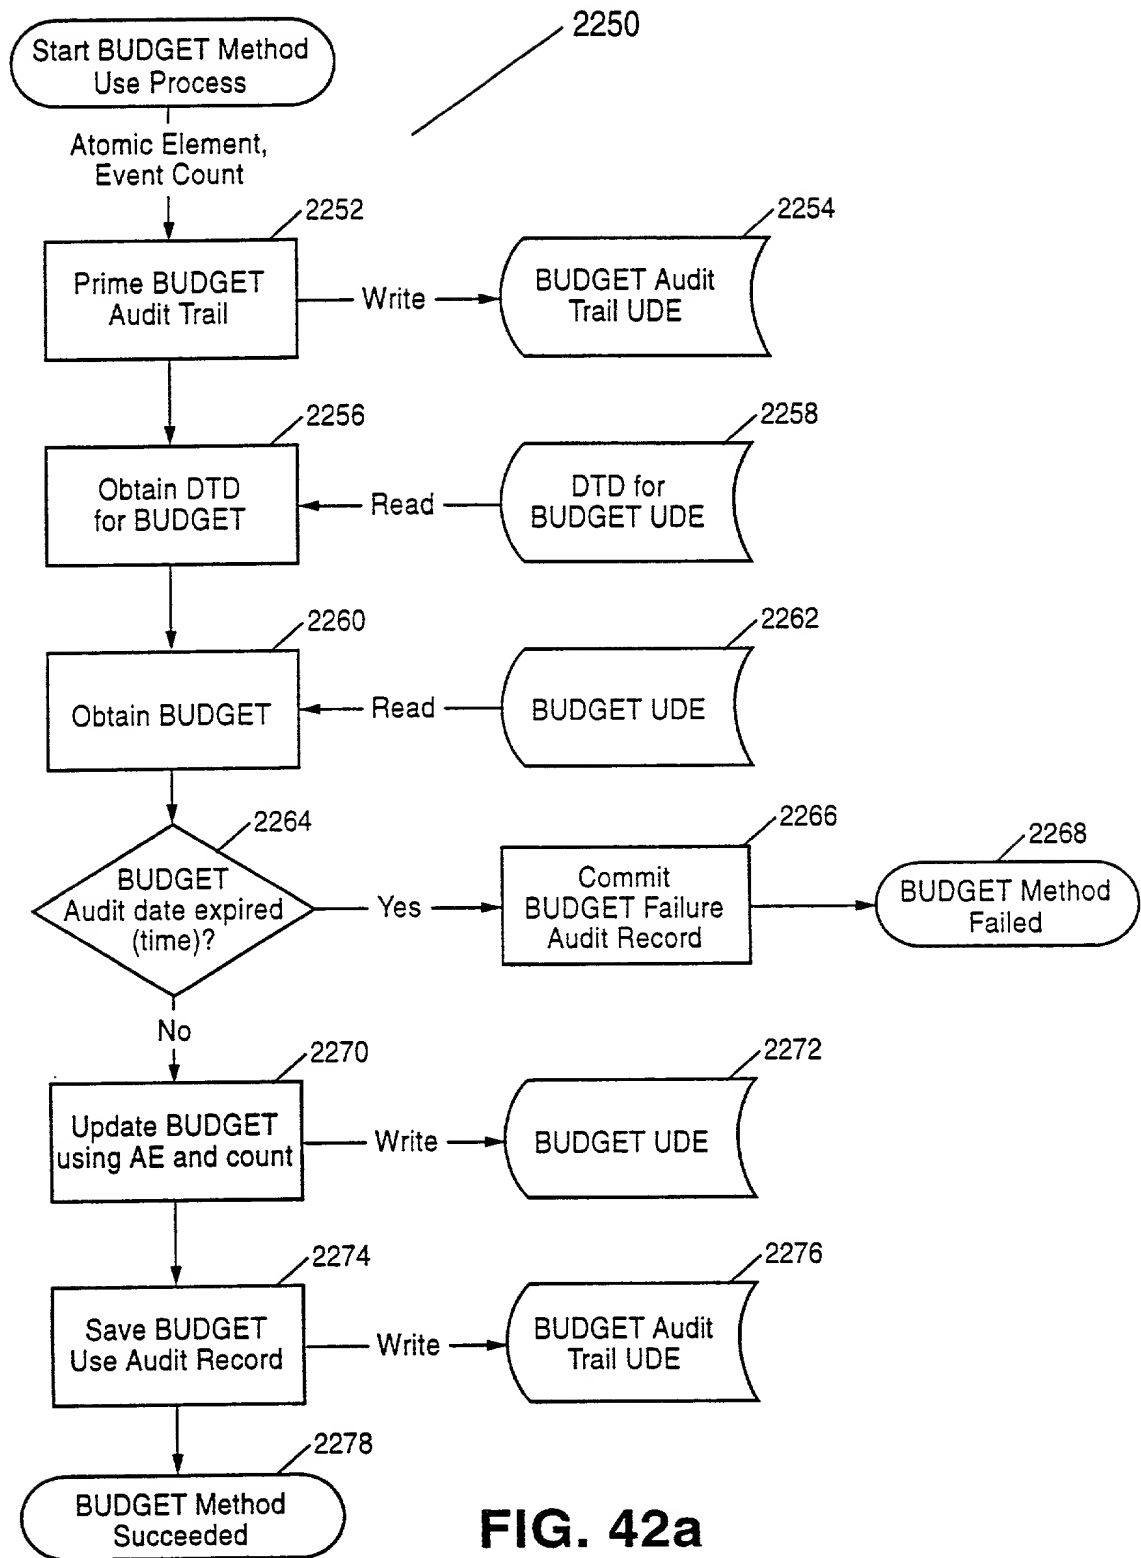 2250
Start BUDGET Method
Use Process
Atomic Element,
Event Count
2252
2254
Prime BUDGET
Audit Trail
Write
BUDGET Audit
Trail UDE
2256
2258
Obtain DTD
for BUDGET
Read
DTD for
BUDGET UDE
2260
2262
Obtain BUDGET
Read
BUDGET UDE
2264
2266
2268
BUDGET
Audit date expired
(time)?
Yes
Commit
BUDGET Failure
Audit Record
BUDGET Method
Failed
No
2270
2272
Update BUDGET
using AE and count
Write
BUDGET UDE
2274
2276
Save BUDGET
Use Audit Record
Write
BUDGET Audit
Trail UDE
2278
BUDGET Method
Succeeded
FIG. 42a